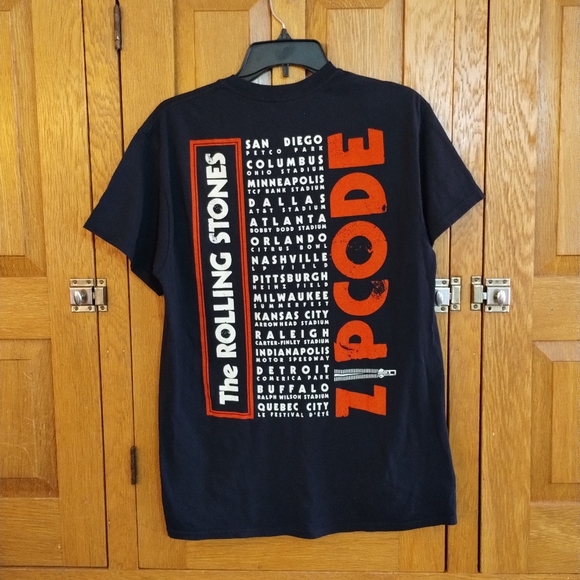 The ROLLING STONES
SAN DIEGO
PETCO PARK
COLUMBUS
OHIO STADIUM
MINNEAPOLIS
TCF BANK STADIUM
DALLAS
AT&T STADIUM
ATLANTA
BOBBY DODD STADIUM
ORLANDO
CITRUS BOWL
NASHVILLE
LP FIELD
PITTSBURGH
HEINZ FIELD
MILWAUKEE
SUMMERFEST
KANSAS CITY
ARROWHEAD STADIUM
RALEIGH
CARTER-FINLEY STADIUM
INDIANAPOLIS
MOTOR SPEEDWAY
DETROIT
COMERICA PARK
BUFFALO
RALPH WILSON STADIUM
QUEBEC CITY
LE FESTIVAL D'ÉTÉ
ZIPCODE